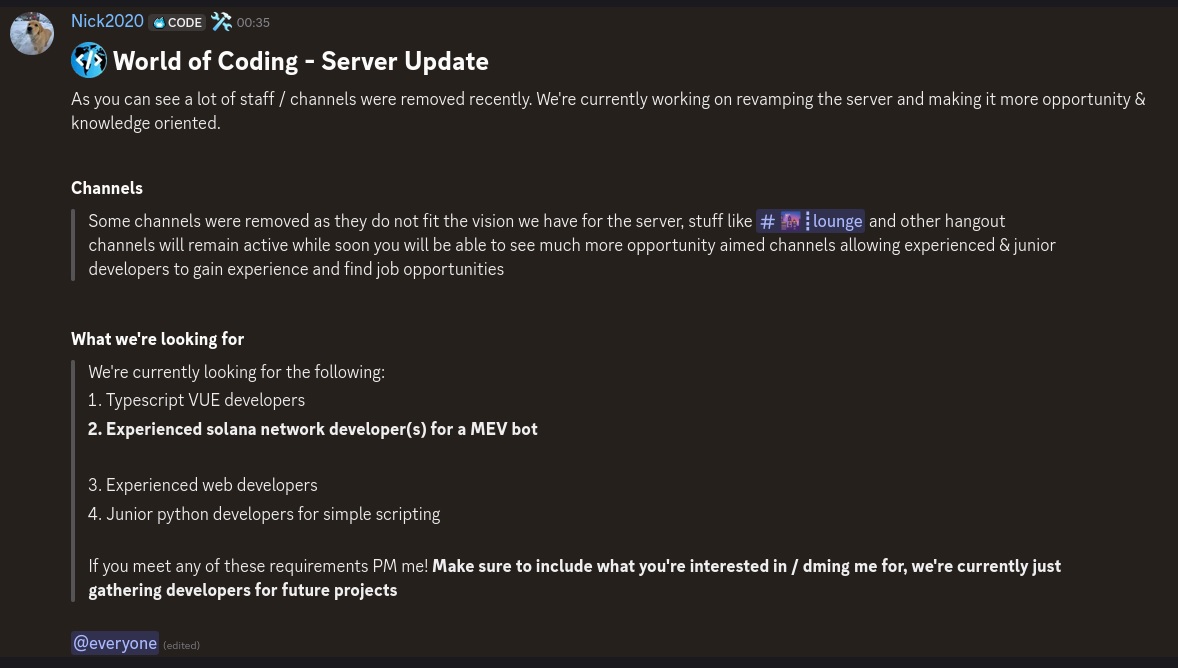 Nick2020 CODE 00:35
</> World of Coding - Server Update
As you can see a lot of staff / channels were removed recently. We're currently working on revamping the server and making it more opportunity &
knowledge oriented.
Channels
Some channels were removed as they do not fit the vision we have for the server, stuff like # ┊lounge and other hangout
channels will remain active while soon you will be able to see much more opportunity aimed channels allowing experienced & junior
developers to gain experience and find job opportunities
What we're looking for
We're currently looking for the following:
1. Typescript VUE developers
2. Experienced solana network developer(s) for a MEV bot
3. Experienced web developers
4. Junior python developers for simple scripting
If you meet any of these requirements PM me! Make sure to include what you're interested in / dming me for, we're currently just
gathering developers for future projects
@everyone (edited)